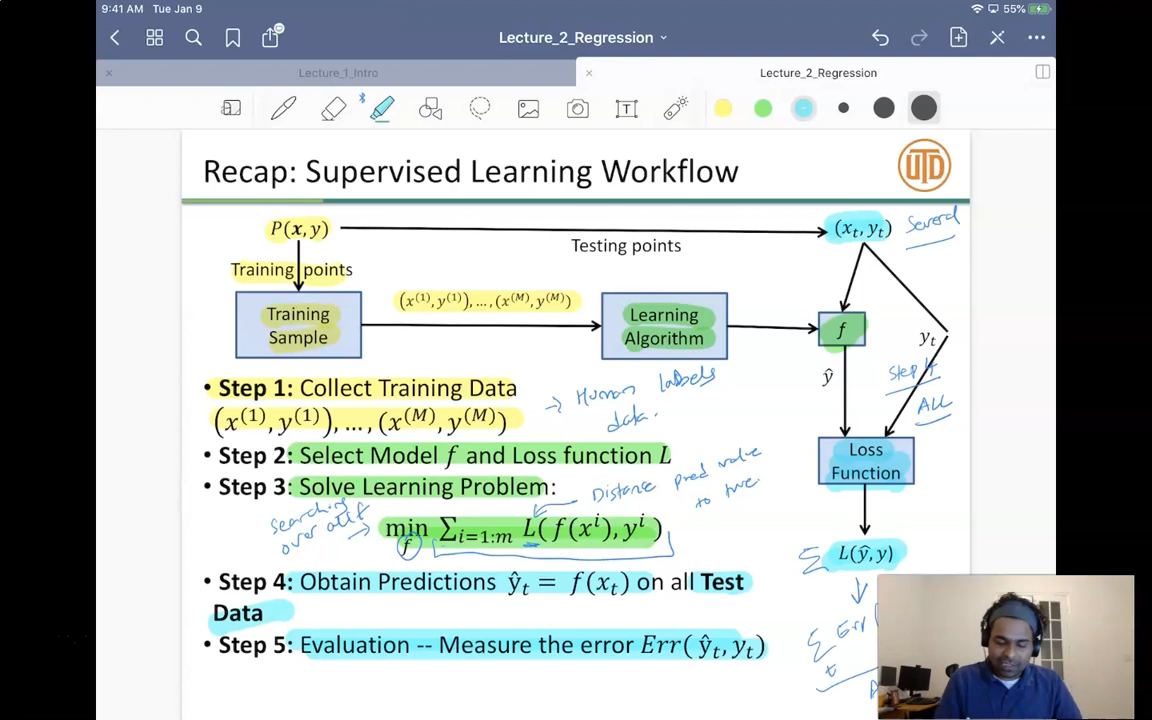 9:41 AM Tue Jan 9
55%
Lecture_2_Regression
Lecture_1_Intro
Lecture_2_Regression
Recap: Supervised Learning Workflow
UTD
P(x, y)
Testing points
(x_t, y_t)
Several
Training points
(x^(1), y^(1)), ..., (x^(M), y^(M))
Training
Sample
Learning
Algorithm
f
y_t
ŷ
Step 4
ALL
• Step 1: Collect Training Data
(x^(1), y^(1)), ..., (x^(M), y^(M))
→ Human labels
data.
• Step 2: Select Model f and Loss function L
Loss
Function
• Step 3: Solve Learning Problem:
Distance pred value
to true
Searching
over all f
min_f ∑_{i=1:m} L(f(x^i), y^i)
∑ L(ŷ, y)
• Step 4: Obtain Predictions ŷ_t = f(x_t) on all Test
Data
• Step 5: Evaluation -- Measure the error Err(ŷ_t, y_t)
∑ Err(
t